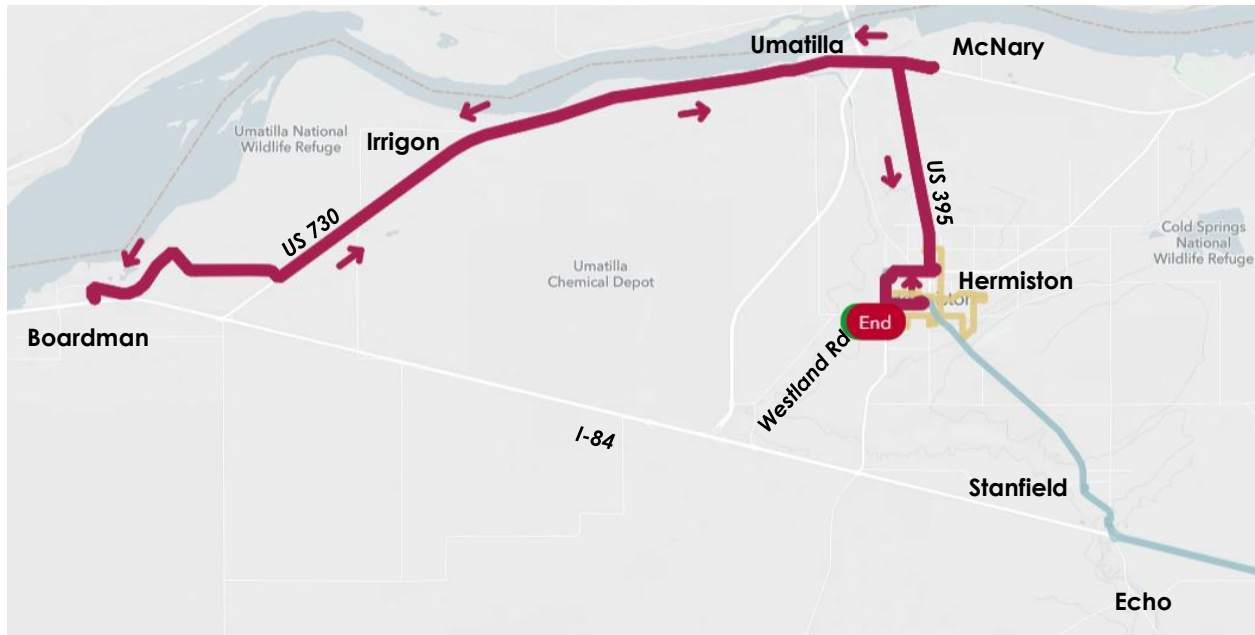 Umatilla
McNary
Umatilla National
Wildlife Refuge
Irrigon
US 395
US 730
Cold Springs
National
Wildlife Refuge
Umatilla
Chemical Depot
Hermiston
End
Boardman
Westland Rd
I-84
Stanfield
Echo